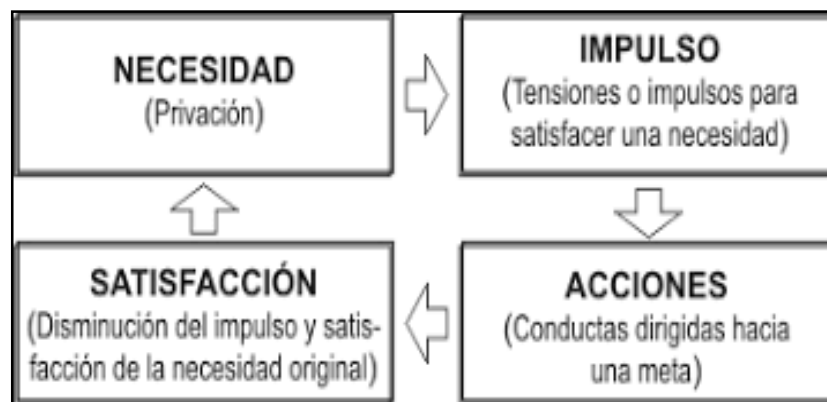 NECESIDAD
(Privación)
IMPULSO
(Tensiones o impulsos para
satisfacer una necesidad)
SATISFACCIÓN
(Disminución del impulso y satis-
facción de la necesidad original)
ACCIONES
(Conductas dirigidas hacia
una meta)